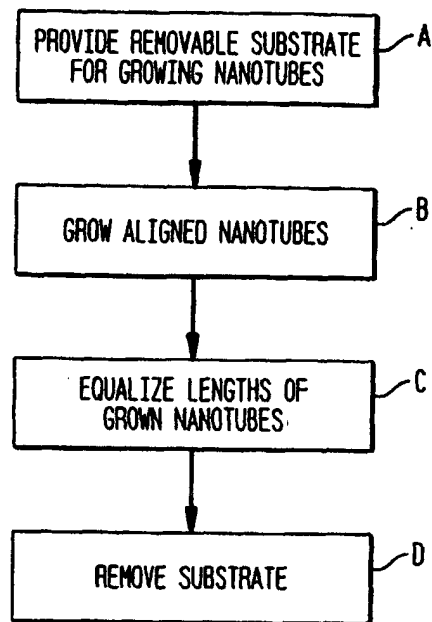 PROVIDE REMOVABLE SUBSTRATE
FOR GROWING NANOTUBES
A
GROW ALIGNED NANOTUBES
B
EQUALIZE LENGTHS OF
GROWN NANOTUBES
C
REMOVE SUBSTRATE
D